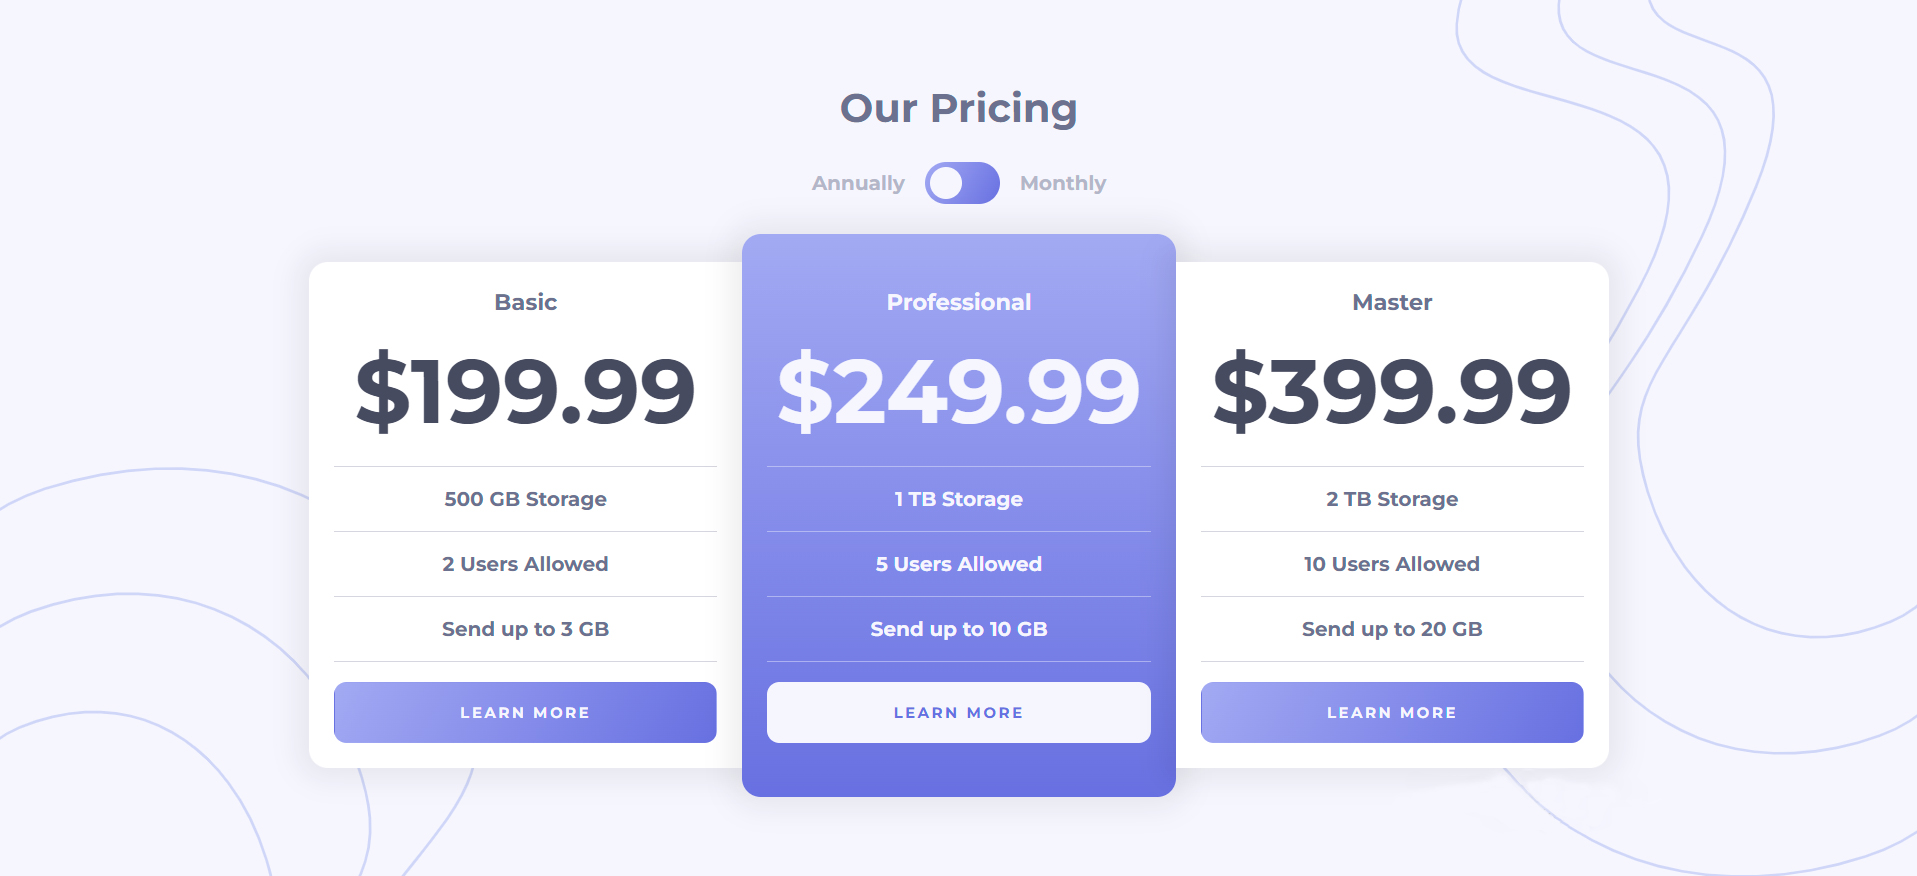 Our Pricing
Annually Monthly
Basic
$199.99
500 GB Storage
2 Users Allowed
Send up to 3 GB
LEARN MORE
Professional
$249.99
1 TB Storage
5 Users Allowed
Send up to 10 GB
LEARN MORE
Master
$399.99
2 TB Storage
10 Users Allowed
Send up to 20 GB
LEARN MORE